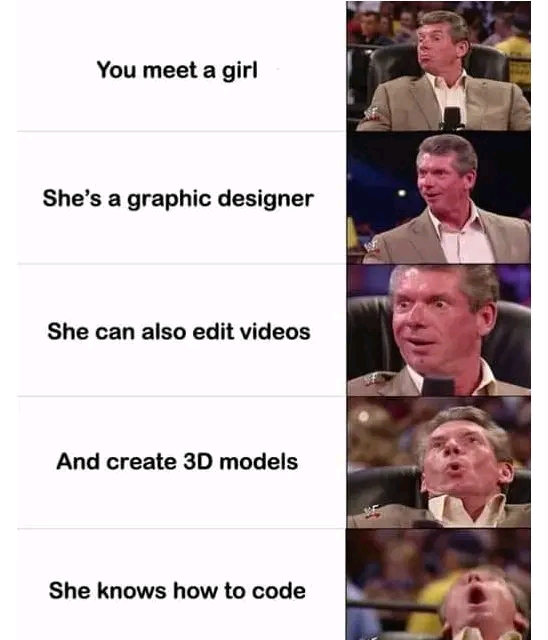 You meet a girl
She's a graphic designer
She can also edit videos
And create 3D models
She knows how to code